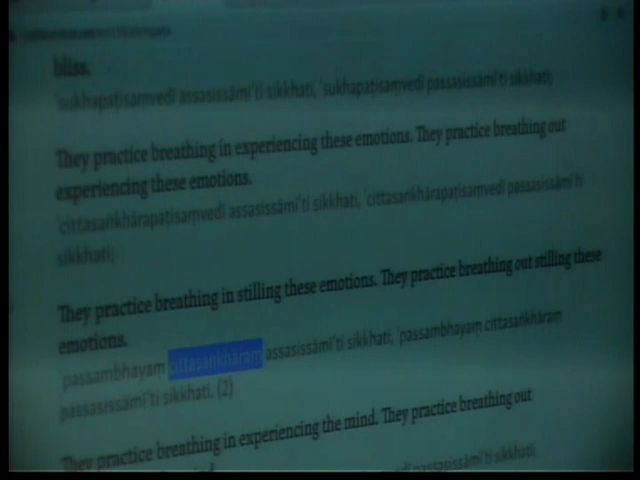 bliss.
'sukhapaṭisaṃvedī assasissāmī'ti sikkhati, 'sukhapaṭisaṃvedī passasissāmī'ti sikkhati;
They practice breathing in experiencing these emotions. They practice breathing out
experiencing these emotions.
'cittasaṅkhārapaṭisaṃvedī assasissāmī'ti sikkhati, 'cittasaṅkhārapaṭisaṃvedī passasissāmī'ti
sikkhati;
They practice breathing in stilling these emotions. They practice breathing out stilling these
emotions.
'passambhayaṃ cittasaṅkhāraṃ assasissāmī'ti sikkhati, 'passambhayaṃ cittasaṅkhāraṃ
passasissāmī'ti sikkhati. (2)
They practice breathing in experiencing the mind. They practice breathing out
passasissāmī'ti sikkhati;